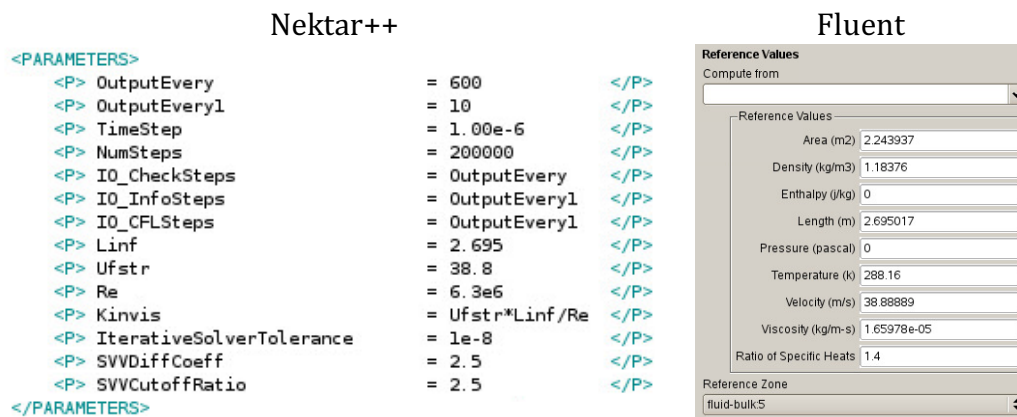 Nektar++
<PARAMETERS>
<P> OutputEvery = 600 </P>
<P> OutputEvery1 = 10 </P>
<P> TimeStep = 1.00e-6 </P>
<P> NumSteps = 200000 </P>
<P> IO_CheckSteps = OutputEvery </P>
<P> IO_InfoSteps = OutputEvery1 </P>
<P> IO_CFLSteps = OutputEvery1 </P>
<P> Linf = 2.695 </P>
<P> Ufstr = 38.8 </P>
<P> Re = 6.3e6 </P>
<P> Kinvis = Ufstr*Linf/Re </P>
<P> IterativeSolverTolerance = 1e-8 </P>
<P> SVVDiffCoeff = 2.5 </P>
<P> SVVCutoffRatio = 2.5 </P>
</PARAMETERS>
Fluent
Reference Values
Compute from
Reference Values
Area (m2) 2.243937
Density (kg/m3) 1.18376
Enthalpy (j/kg) 0
Length (m) 2.695017
Pressure (pascal) 0
Temperature (k) 288.16
Velocity (m/s) 38.88889
Viscosity (kg/m-s) 1.65978e-05
Ratio of Specific Heats 1.4
Reference Zone
fluid-bulk:5